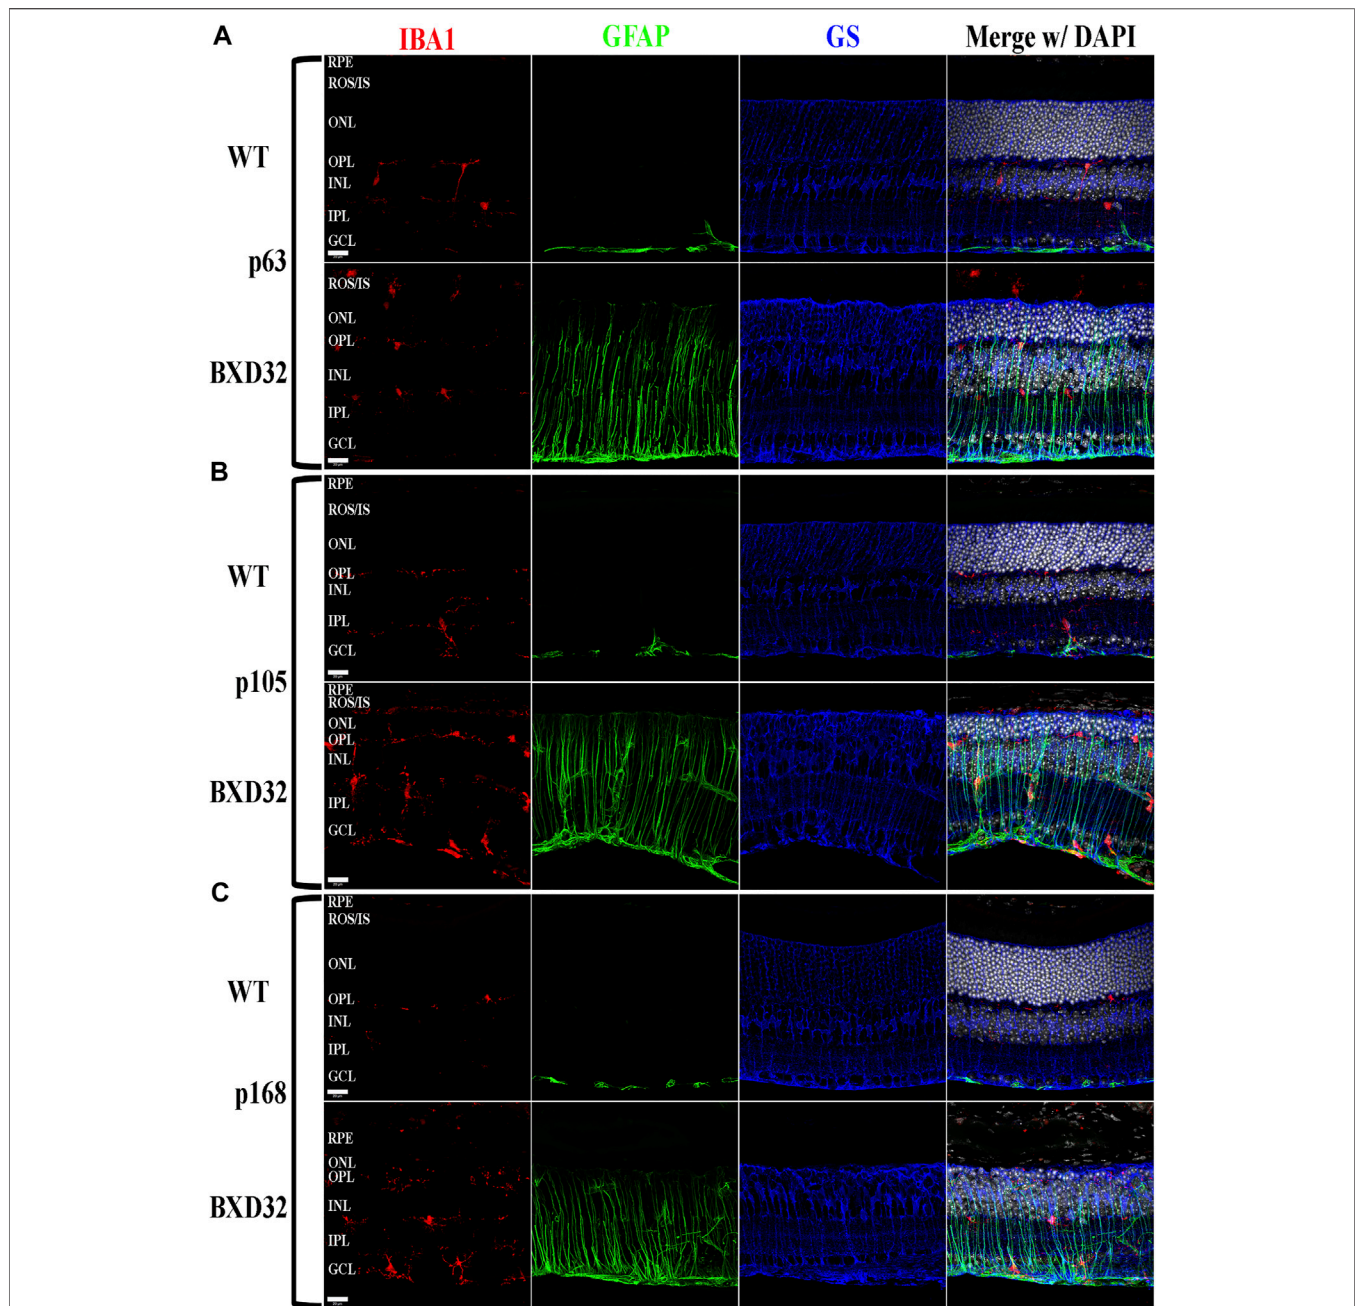 A
IBA1 GFAP GS Merge w/ DAPI
RPE
ROS/IS
ONL
WT
OPL
INL
IPL
GCL
p63
ROS/IS
ONL
OPL
BXD32
INL
IPL
GCL
B
RPE
ROS/IS
ONL
WT
OPL
INL
IPL
GCL
p105
RPE
ROS/IS
ONL
OPL
INL
BXD32
IPL
GCL
C
RPE
ROS/IS
ONL
WT
OPL
INL
IPL
GCL
p168
RPE
ONL
OPL
BXD32
INL
IPL
GCL